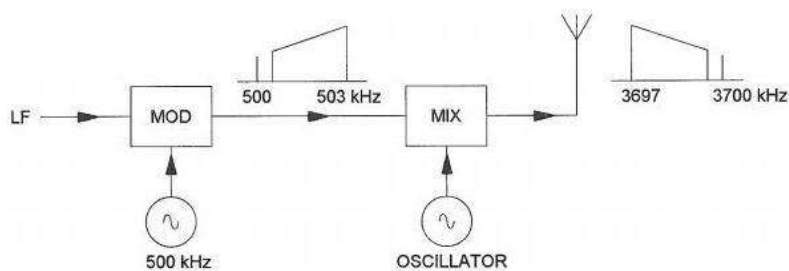 500 503 kHz
3697 3700 kHz
LF MOD MIX
500 kHz OSCILLATOR